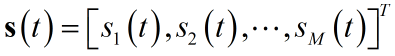 s(t) = [s₁(t), s₂(t), ⋯, s_M(t)]ᵀ